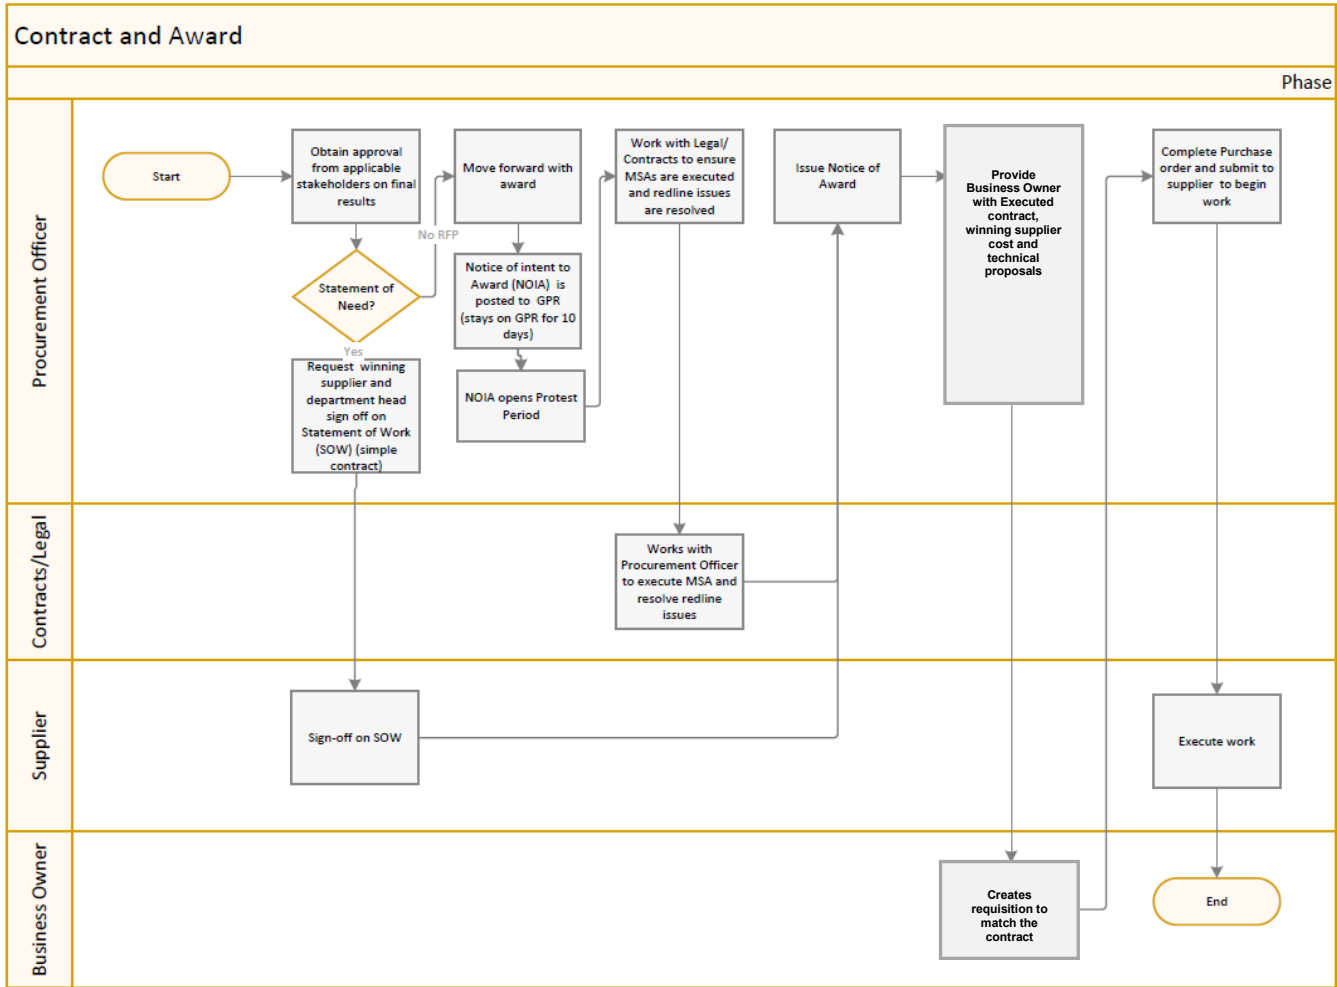 Contract and Award
Phase
Procurement Officer
Start
Obtain approval
from applicable
stakeholders on final
results
Move forward with
award
Work with Legal/
Contracts to ensure
MSAs are executed
and redline issues
are resolved
Issue Notice of
Award
Provide
Business Owner
with Executed
contract,
winning supplier
cost and
technical
proposals
Complete Purchase
order and submit to
supplier to begin
work
No RFP
Statement of
Need?
Notice of intent to
Award (NOIA) is
posted to GPR
(stays on GPR for 10
days)
Yes
Request winning
supplier and
department head
sign off on
Statement of Work
(SOW) (simple
contract)
NOIA opens Protest
Period
Contracts/Legal
Works with
Procurement Officer
to execute MSA and
resolve redline
issues
Supplier
Sign-off on SOW
Execute work
Business Owner
Creates
requisition to
match the
contract
End